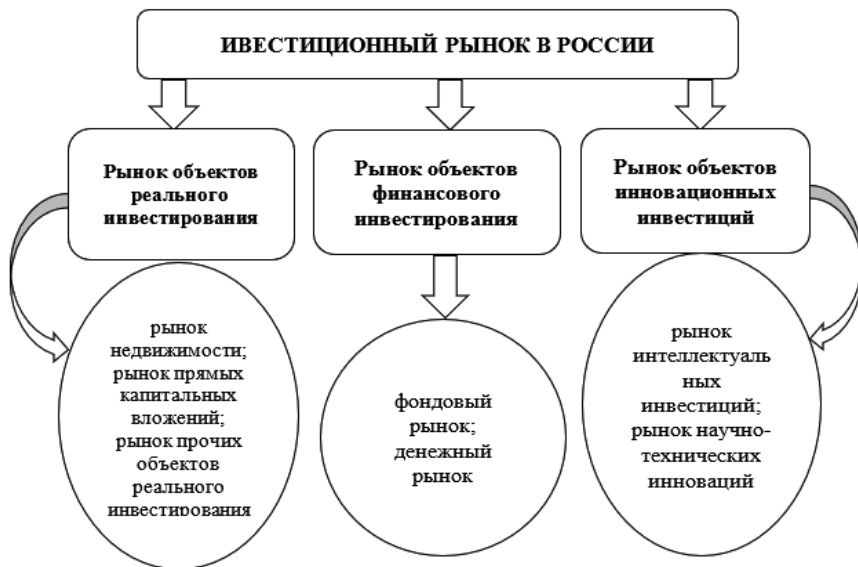 ИВЕСТИЦИОННЫЙ РЫНОК В РОССИИ
Рынок объектов
реального
инвестирования
Рынок объектов
финансового
инвестирования
Рынок объектов
инновационных
инвестиций
рынок
недвижимости;
рынок прямых
капитальных
вложений;
рынок прочих
объектов
реального
инвестирования
фондовый
рынок;
денежный
рынок
рынок
интеллектуаль
ных
инвестиций;
рынок научно-
технических
инноваций